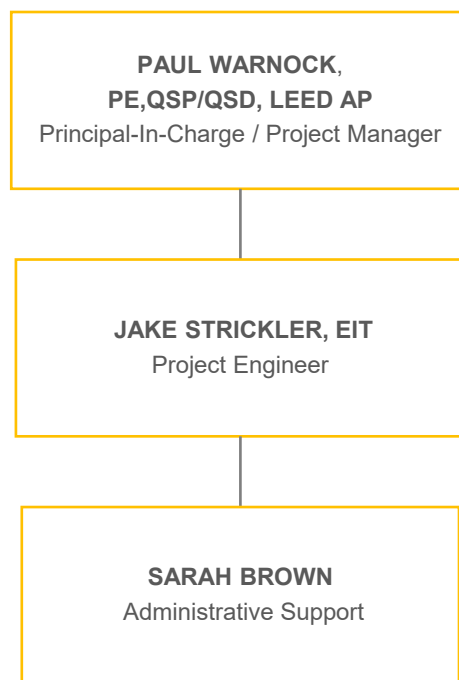 PAUL WARNOCK,
PE,QSP/QSD, LEED AP
Principal-In-Charge / Project Manager
JAKE STRICKLER, EIT
Project Engineer
SARAH BROWN
Administrative Support